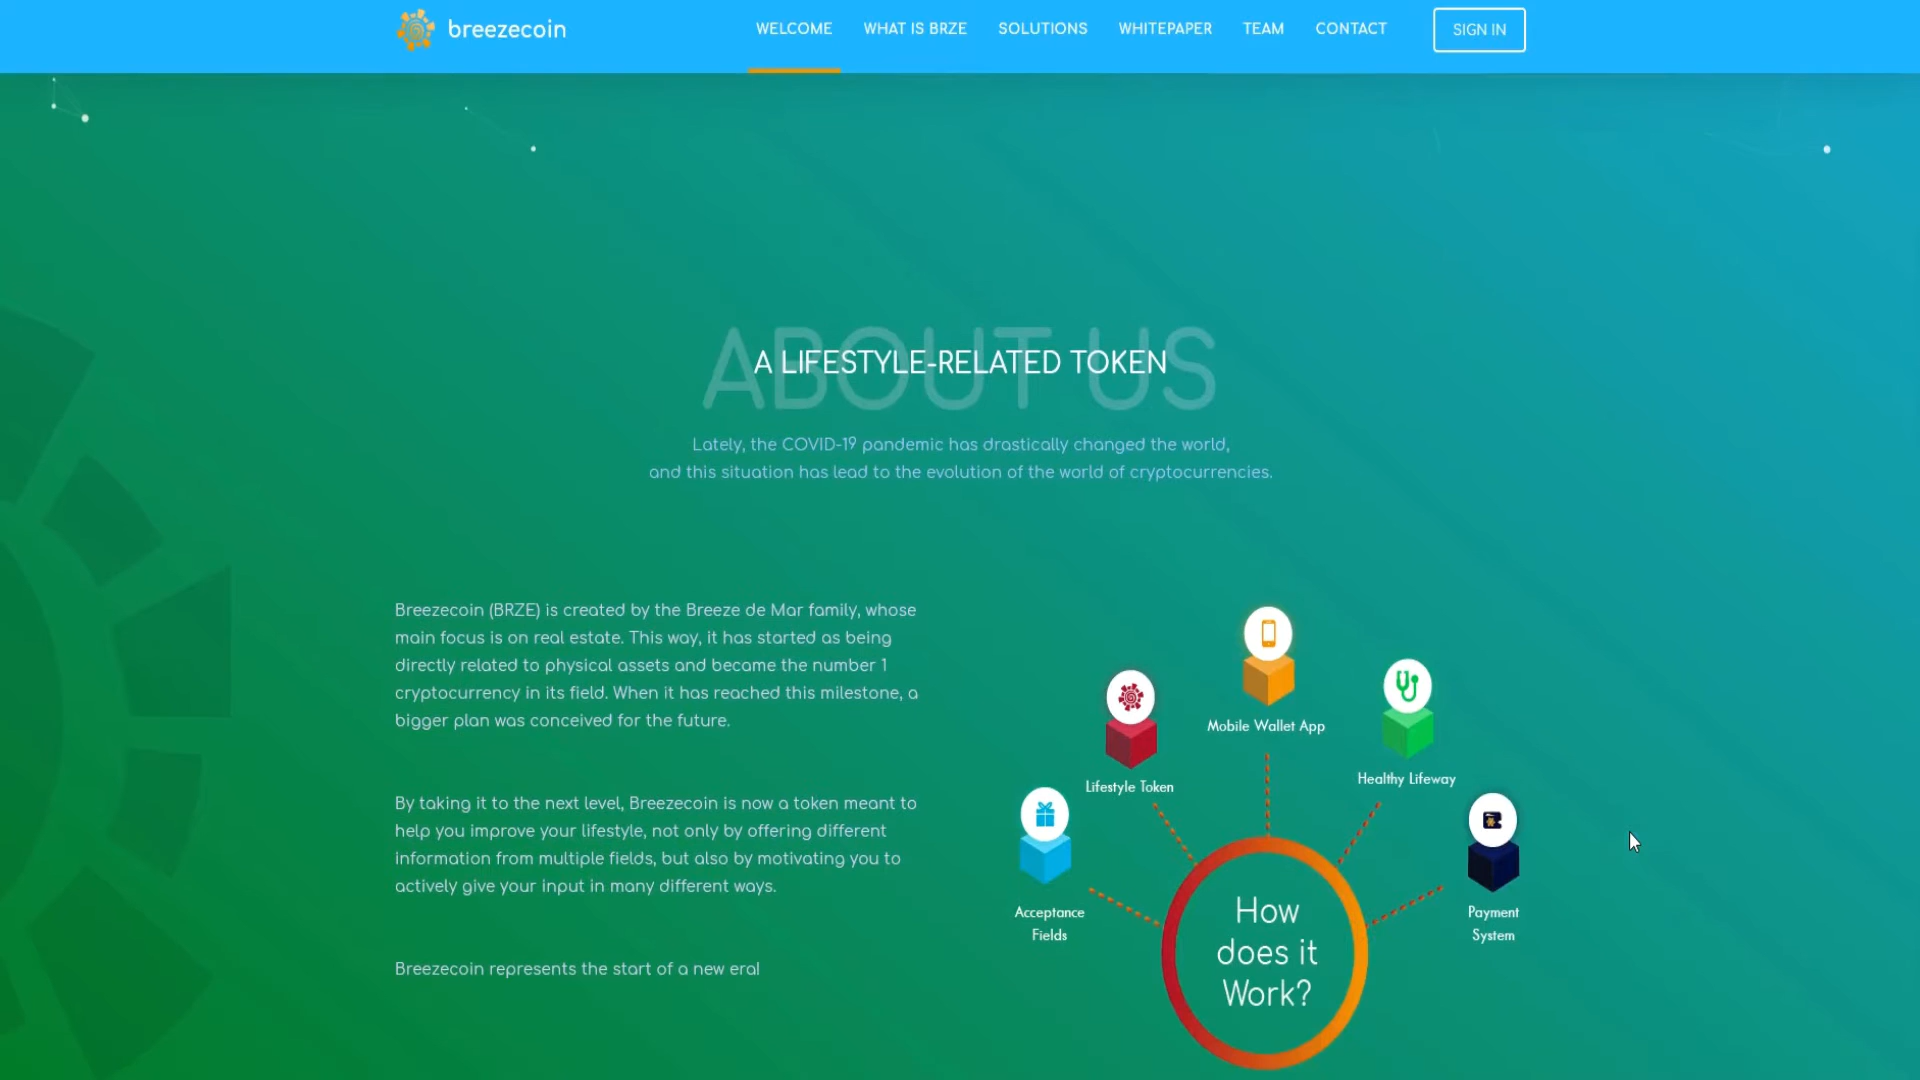 breezecoin
WELCOME
WHAT IS BRZE
SOLUTIONS
WHITEPAPER
TEAM
CONTACT
SIGN IN
ABOUT US
A LIFESTYLE-RELATED TOKEN
Lately, the COVID-19 pandemic has drastically changed the world,
and this situation has lead to the evolution of the world of cryptocurrencies.
Breezecoin (BRZE) is created by the Breeze de Mar family, whose
main focus is on real estate. This way, it has started as being
directly related to physical assets and became the number 1
cryptocurrency in its field. When it has reached this milestone, a
bigger plan was conceived for the future.
By taking it to the next level, Breezecoin is now a token meant to
help you improve your lifestyle, not only by offering different
information from multiple fields, but also by motivating you to
actively give your input in many different ways.
Breezecoin represents the start of a new era!
Mobile Wallet App
Lifestyle Token
Healthy Lifeway
Acceptance
Fields
Payment
System
How
does it
Work?